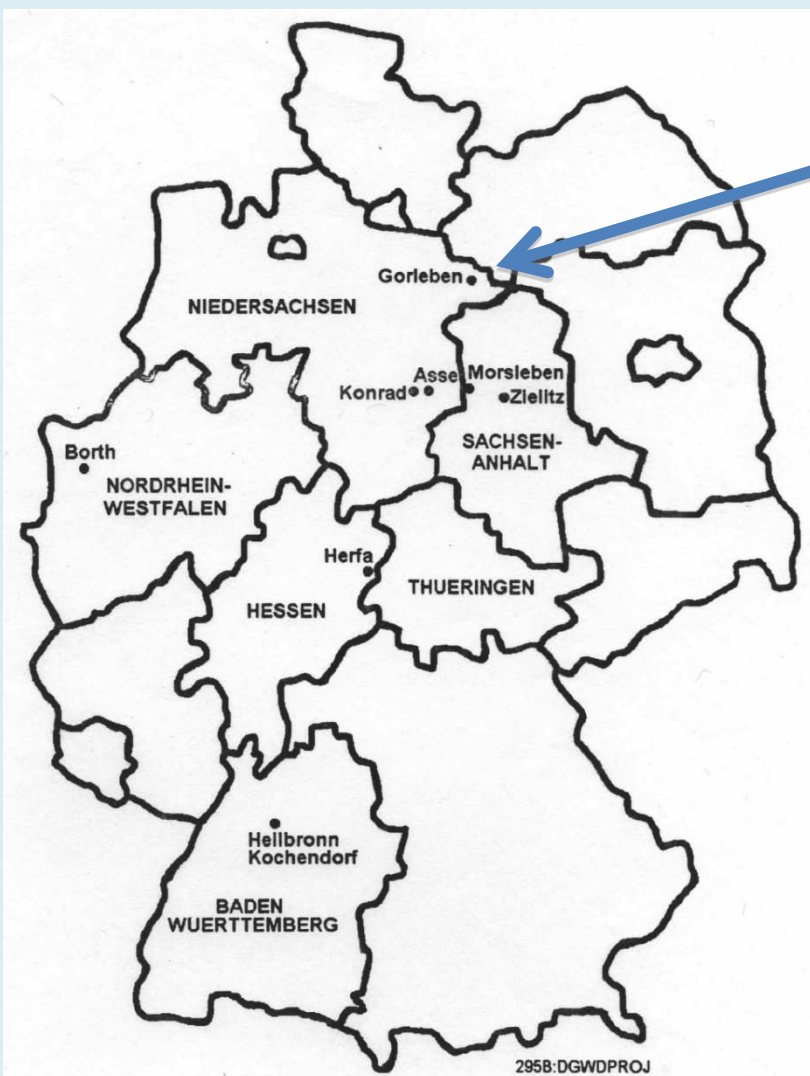 Gorleben
NIEDERSACHSEN
Konrad
Asse
Morsleben
Zielitz
SACHSEN-
ANHALT
Borth
NORDRHEIN-
WESTFALEN
Herfa
THUERINGEN
HESSEN
Heilbronn
Kochendorf
BADEN
WUERTTEMBERG
295B:DGWDPROJ